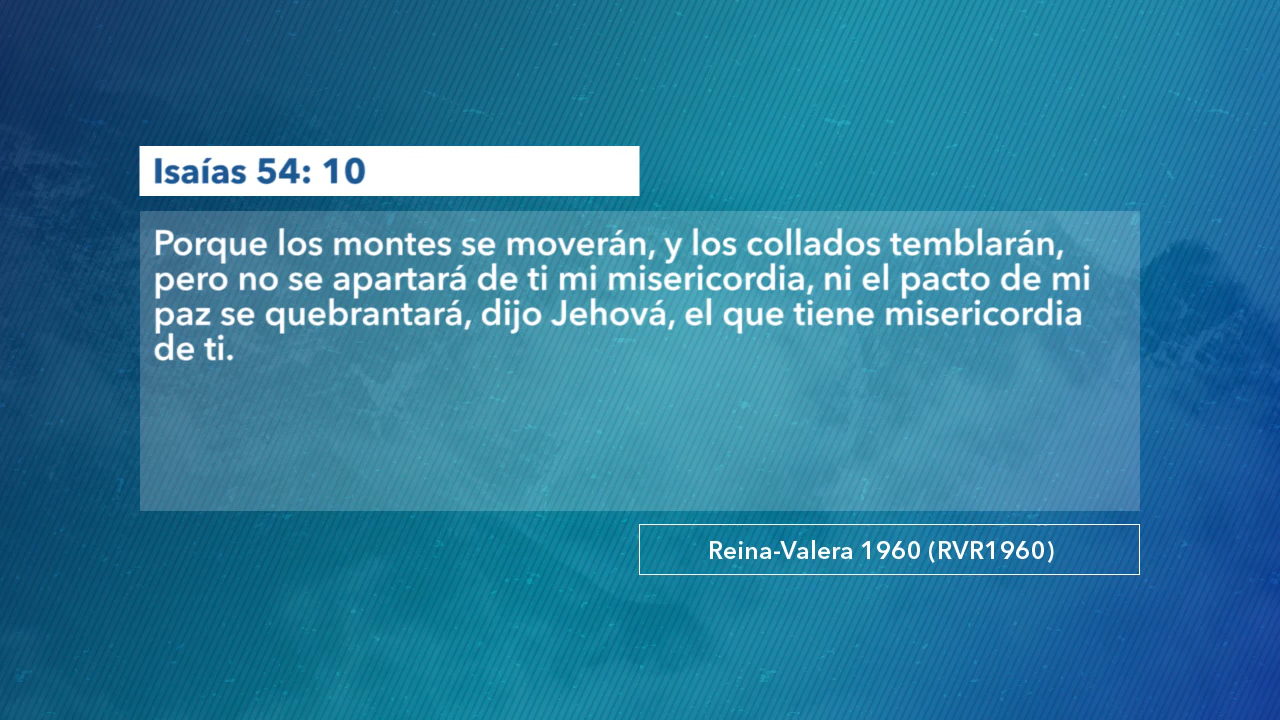 Isaías 54: 10
Porque los montes se moverán, y los collados temblarán,
pero no se apartará de ti mi misericordia, ni el pacto de mi
paz se quebrantará, dijo Jehová, el que tiene misericordia
de ti.
Reina-Valera 1960 (RVR1960)